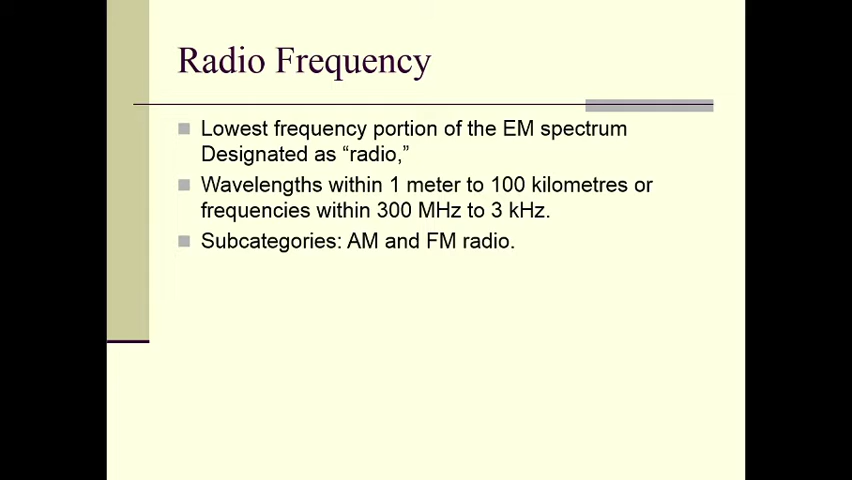 Radio Frequency
Lowest frequency portion of the EM spectrum
Designated as “radio,”
Wavelengths within 1 meter to 100 kilometres or
frequencies within 300 MHz to 3 kHz.
Subcategories: AM and FM radio.